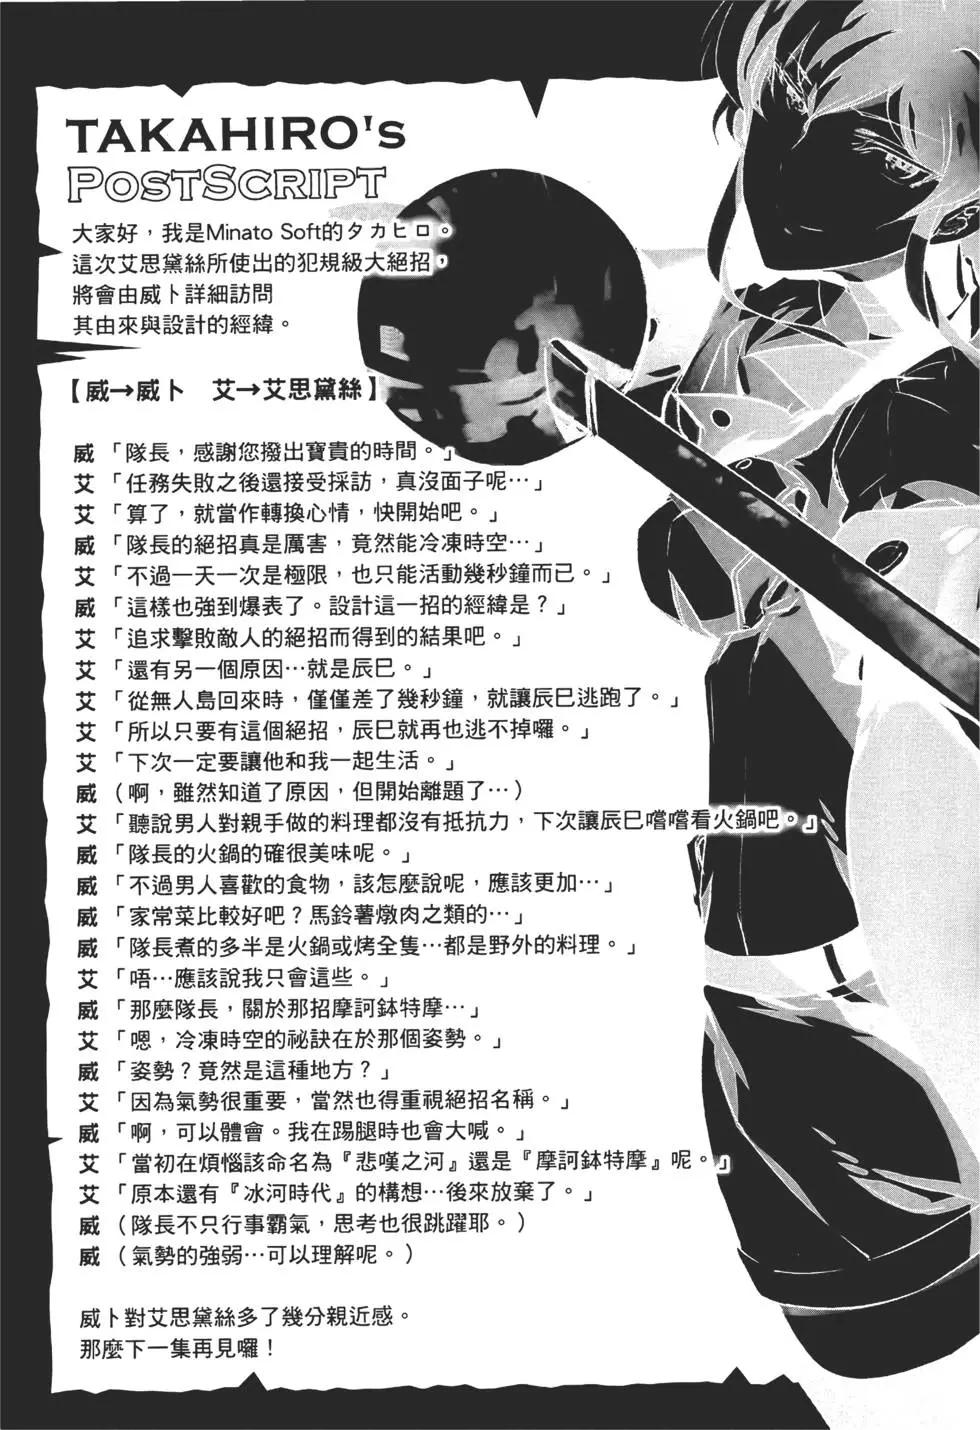 TAKAHIRO's
POSTSCRIPT
大家好，我是Minato Soft的タカヒロ。
這次艾思黛絲所使出的犯規級大絕招，
將會由威卜詳細訪問
其由來與設計的經緯。
【威→威卜　艾→艾思黛絲】
威「隊長，感謝您撥出寶貴的時間。」
艾「任務失敗之後還接受採訪，真沒面子呢…」
艾「算了，就當作轉換心情，快開始吧。」
威「隊長的絕招真是厲害，竟然能冷凍時空…」
艾「不過一天一次是極限，也只能活動幾秒鐘而已。」
威「這樣也強到爆表了。設計這一招的經緯是？」
艾「追求擊敗敵人的絕招而得到的結果吧。」
艾「還有另一個原因…就是辰巳。」
艾「從無人島回來時，僅僅差了幾秒鐘，就讓辰巳逃跑了。」
艾「所以只要有這個絕招，辰巳就再也逃不掉囉。」
艾「下次一定要讓他和我一起生活。」
威（啊，雖然知道了原因，但開始離題了…）
艾「聽說男人對親手做的料理都沒有抵抗力，下次讓辰巳嚐嚐看火鍋吧。」
威「隊長的火鍋的確很美味呢。」
威「不過男人喜歡的食物，該怎麼說呢，應該更加…」
威「家常菜比較好吧？馬鈴薯燉肉之類的…」
威「隊長煮的多半是火鍋或烤全隻…都是野外的料理。」
艾「唔…應該說我只會這些。」
威「那麼隊長，關於那招摩訶鉢特摩…」
艾「嗯，冷凍時空的祕訣在於那個姿勢。」
威「姿勢？竟然是這種地方？」
艾「因為氣勢很重要，當然也得重視絕招名稱。」
威「啊，可以體會。我在踢腿時也會大喊。」
艾「當初在煩惱該命名為『悲嘆之河』還是『摩訶鉢特摩』呢。」
艾「原本還有『冰河時代』的構想…後來放棄了。」
威（隊長不只行事霸氣，思考也很跳躍耶。）
威（氣勢的強弱…可以理解呢。）
威卜對艾思黛絲多了幾分親近感。
那麼下一集再見囉！